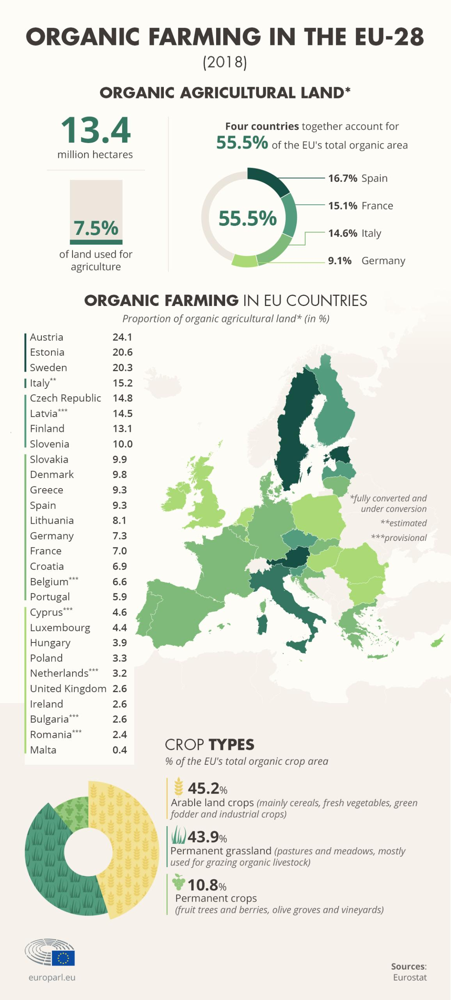 ORGANIC FARMING IN THE EU-28
(2018)
ORGANIC AGRICULTURAL LAND*
13.4
million hectares
7.5%
of land used for
agriculture
Four countries together account for
55.5% of the EU's total organic area
55.5%
16.7% Spain
15.1% France
14.6% Italy
9.1% Germany
ORGANIC FARMING IN EU COUNTRIES
Proportion of organic agricultural land* (in %)
Austria 24.1
Estonia 20.6
Sweden 20.3
Italy** 15.2
Czech Republic 14.8
Latvia*** 14.5
Finland 13.1
Slovenia 10.0
Slovakia 9.9
Denmark 9.8
Greece 9.3
Spain 9.3
Lithuania 8.1
Germany 7.3
France 7.0
Croatia 6.9
Belgium*** 6.6
Portugal 5.9
Cyprus*** 4.6
Luxembourg 4.4
Hungary 3.9
Poland 3.3
Netherlands*** 3.2
United Kingdom 2.6
Ireland 2.6
Bulgaria*** 2.6
Romania*** 2.4
Malta 0.4
*fully converted and
under conversion
**estimated
***provisional
CROP TYPES
% of the EU's total organic crop area
45.2%
Arable land crops (mainly cereals, fresh vegetables, green
fodder and industrial crops)
43.9%
Permanent grassland (pastures and meadows, mostly
used for grazing organic livestock)
10.8%
Permanent crops
(fruit trees and berries, olive groves and vineyards)
europarl.eu
Sources:
Eurostat